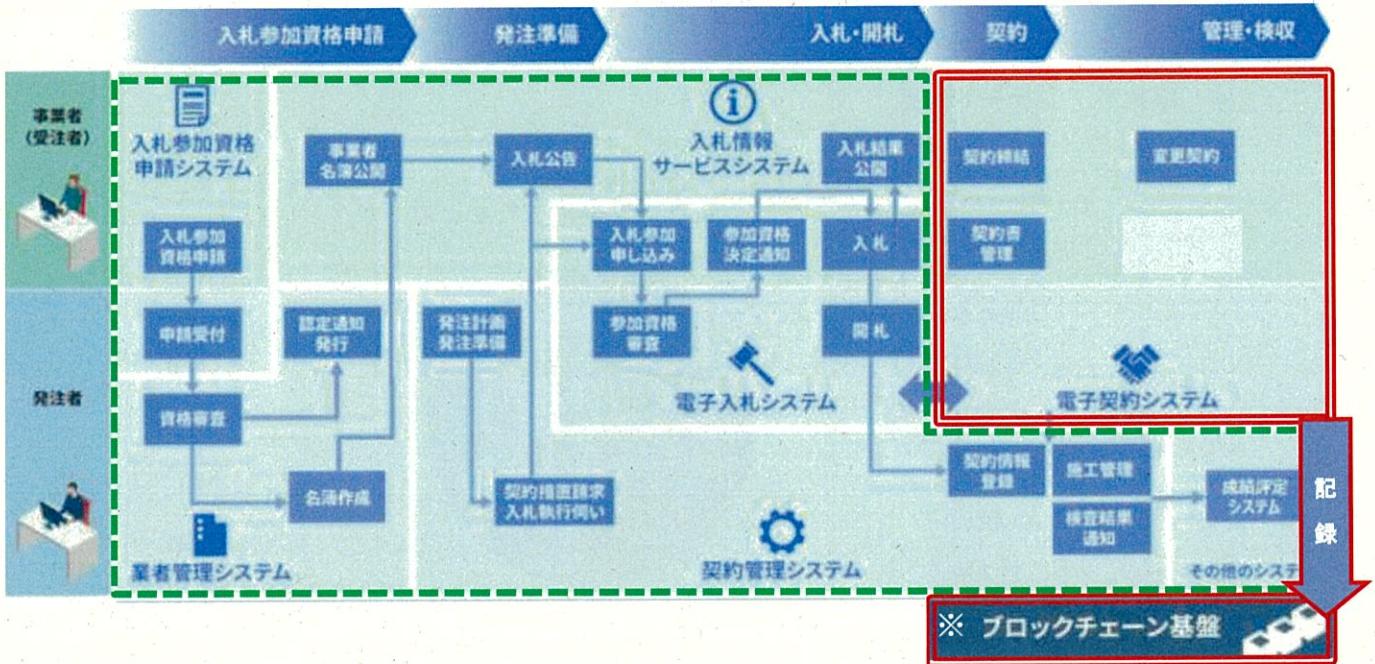 入札参加資格申請
発注準備
入札・開札
契約
管理・検収
事業者
(受注者)
入札参加資格
申請システム
事業者
名簿公開
入札公告
入札情報
サービスシステム
入札結果
公開
契約締結
変更契約
入札参加
資格申請
入札参加
申し込み
参加資格
決定通知
入札
契約書
管理
発注者
申請受付
認定通知
発行
発注計画
発注準備
参加資格
審査
開札
電子入札システム
電子契約システム
資格審査
名簿作成
契約措置請求
入札執行伺い
契約情報
登録
施工管理
検査結果
通知
成績評定
システム
記
録
業者管理システム
契約管理システム
その他のシステ
※ ブロックチェーン基盤